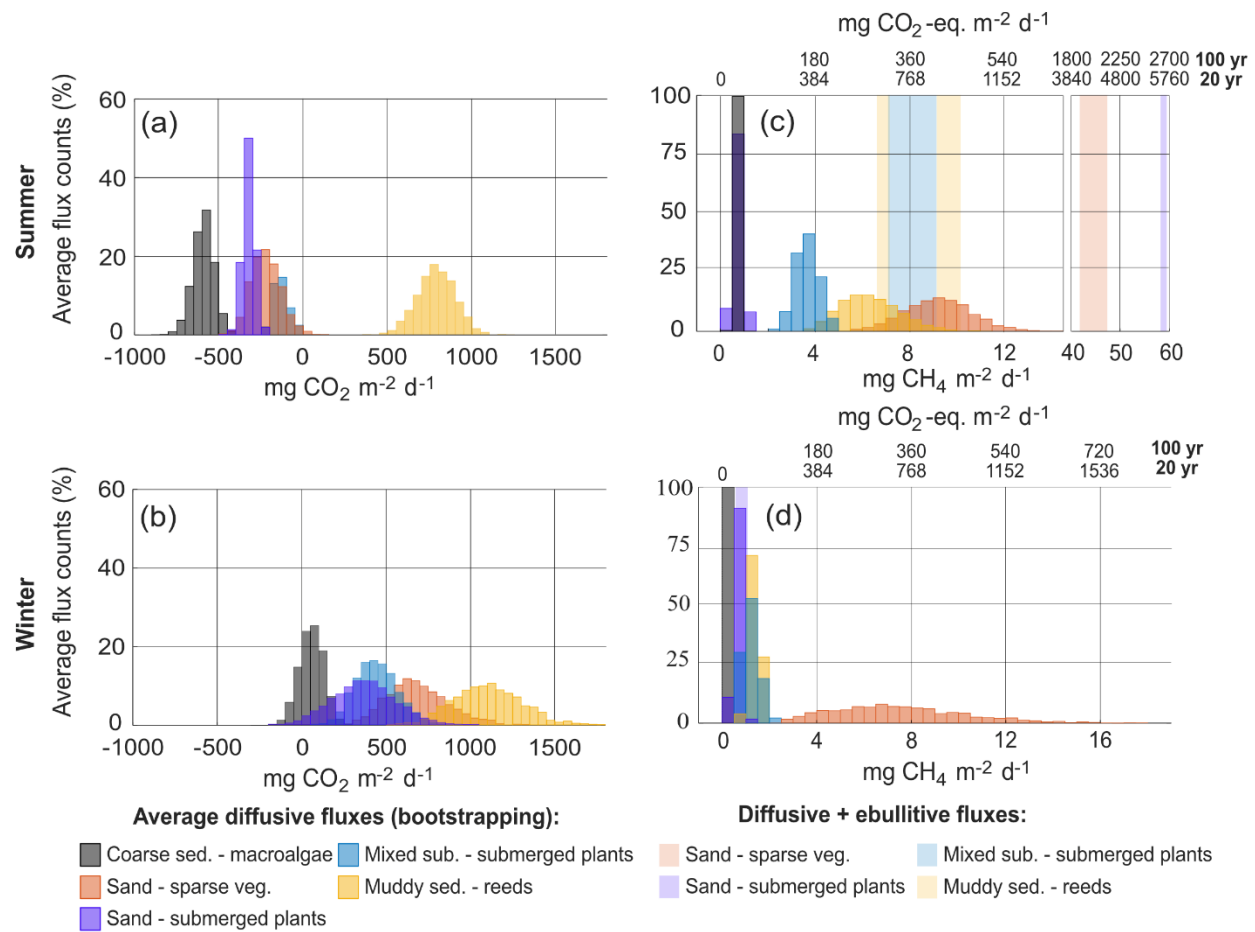 Summer
Average flux counts (%)
60
40
20
0
(a)
-1000 -500 0 500 1000 1500
mg CO2 m-2 d-1
mg CO2-eq. m-2 d-1
180 360 540 1800 2250 2700 100 yr
0 384 768 1152 3840 4800 5760 20 yr
100
75
50
25
0
(c)
0 4 8 12 40 50 60
mg CH4 m-2 d-1
Winter
Average flux counts (%)
60
40
20
0
(b)
-1000 -500 0 500 1000 1500
mg CO2 m-2 d-1
mg CO2-eq. m-2 d-1
180 360 540 720 100 yr
0 384 768 1152 1536 20 yr
100
75
50
25
0
(d)
0 4 8 12 16
mg CH4 m-2 d-1
Average diffusive fluxes (bootstrapping):
Coarse sed. - macroalgae
Mixed sub. - submerged plants
Sand - sparse veg.
Muddy sed. - reeds
Sand - submerged plants
Diffusive + ebullitive fluxes:
Sand - sparse veg.
Mixed sub. - submerged plants
Sand - submerged plants
Muddy sed. - reeds